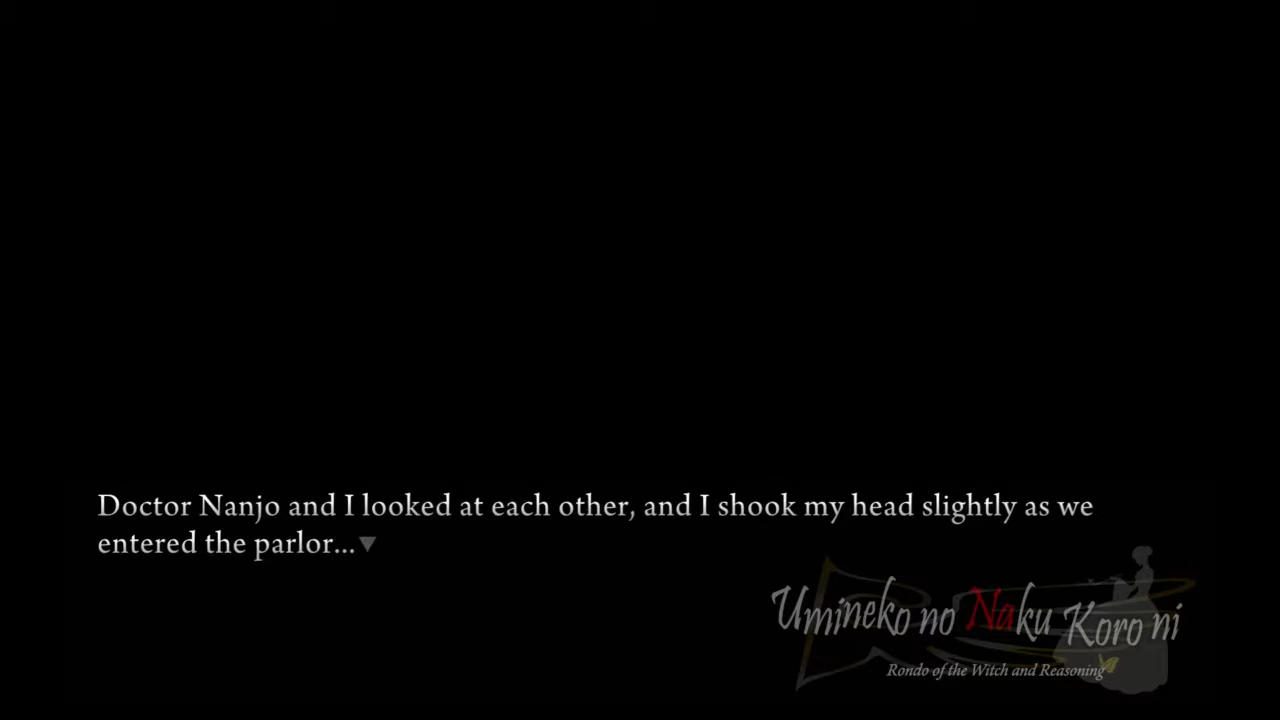 Doctor Nanjo and I looked at each other, and I shook my head slightly as we
entered the parlor...
Umineko no Naku Koro ni
Rondo of the Witch and Reasoning